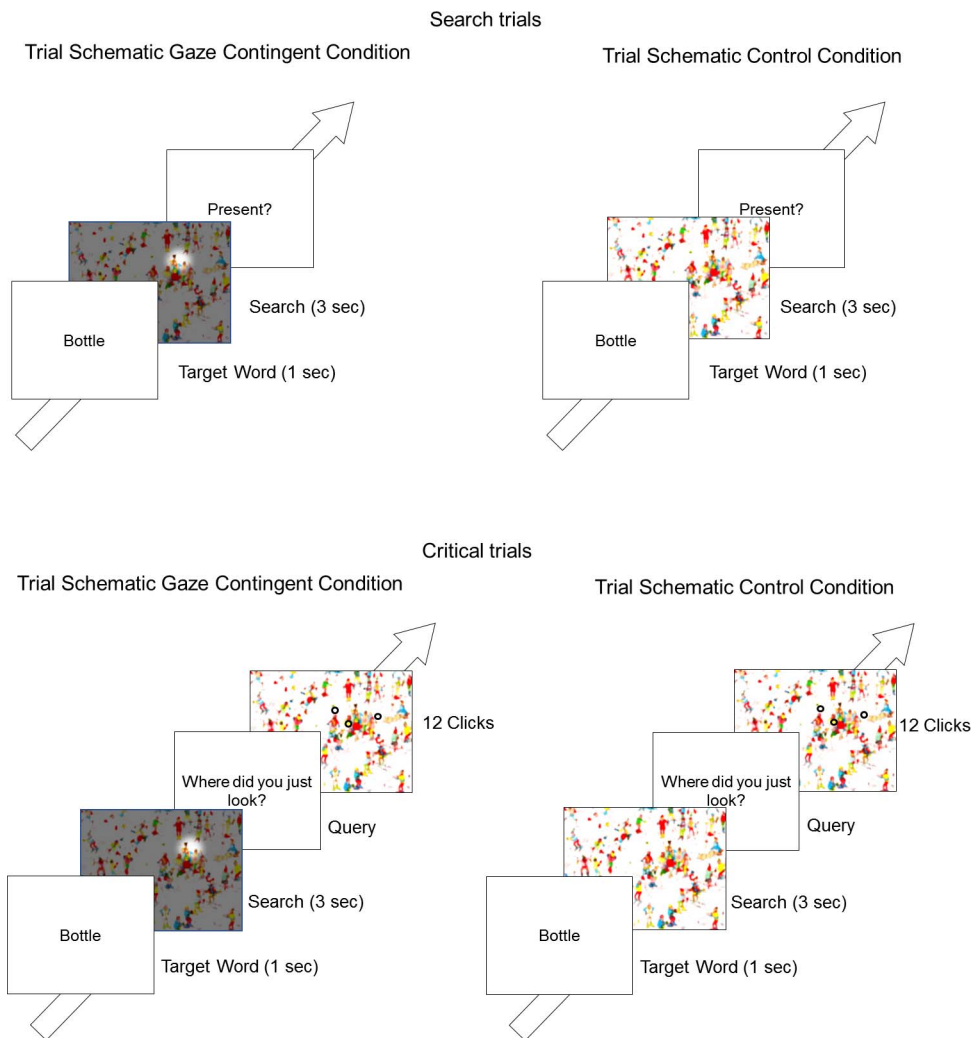 Search trials
Trial Schematic Gaze Contingent Condition
Present?
Search (3 sec)
Bottle
Target Word (1 sec)
Trial Schematic Control Condition
Present?
Search (3 sec)
Bottle
Target Word (1 sec)
Critical trials
Trial Schematic Gaze Contingent Condition
12 Clicks
Where did you just
look?
Query
Search (3 sec)
Bottle
Target Word (1 sec)
Trial Schematic Control Condition
12 Clicks
Where did you just
look?
Query
Search (3 sec)
Bottle
Target Word (1 sec)